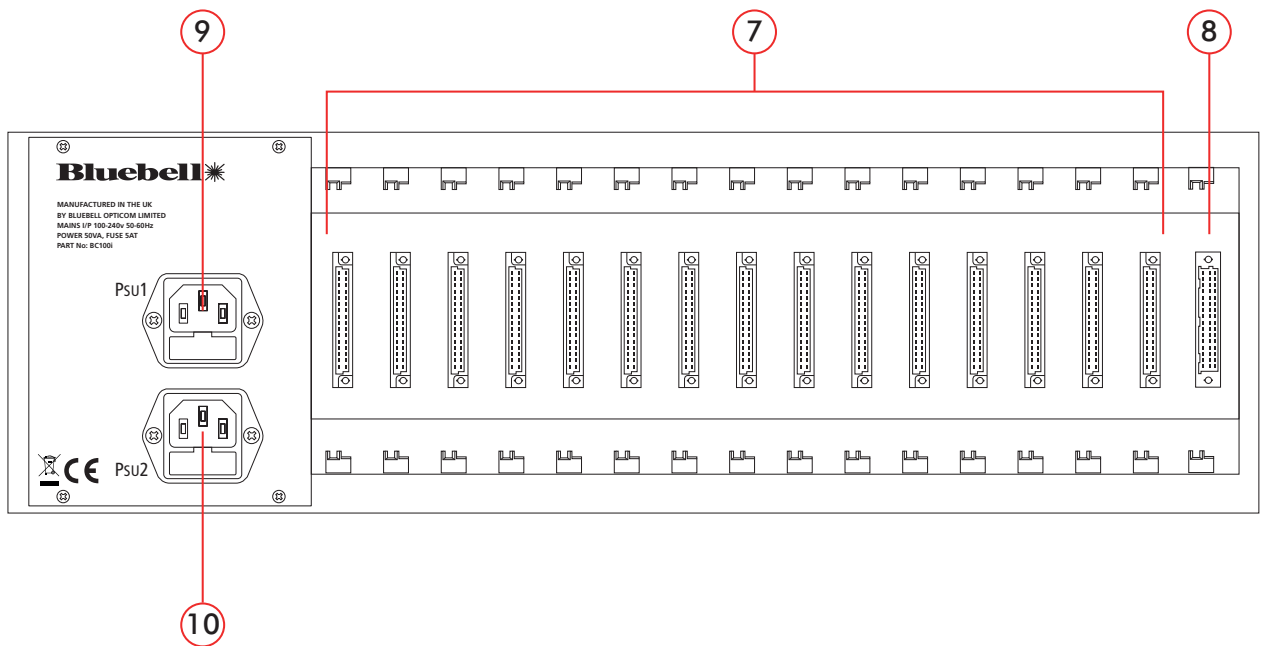 9
7
8
Bluebell
MANUFACTURED IN THE UK
BY BLUEBELL OPTICOM LIMITED
MAINS I/P 100-240v 50-60Hz
POWER 50VA, FUSE 5AT
PART No: BC100i
PSU1
PSU2
CE
10